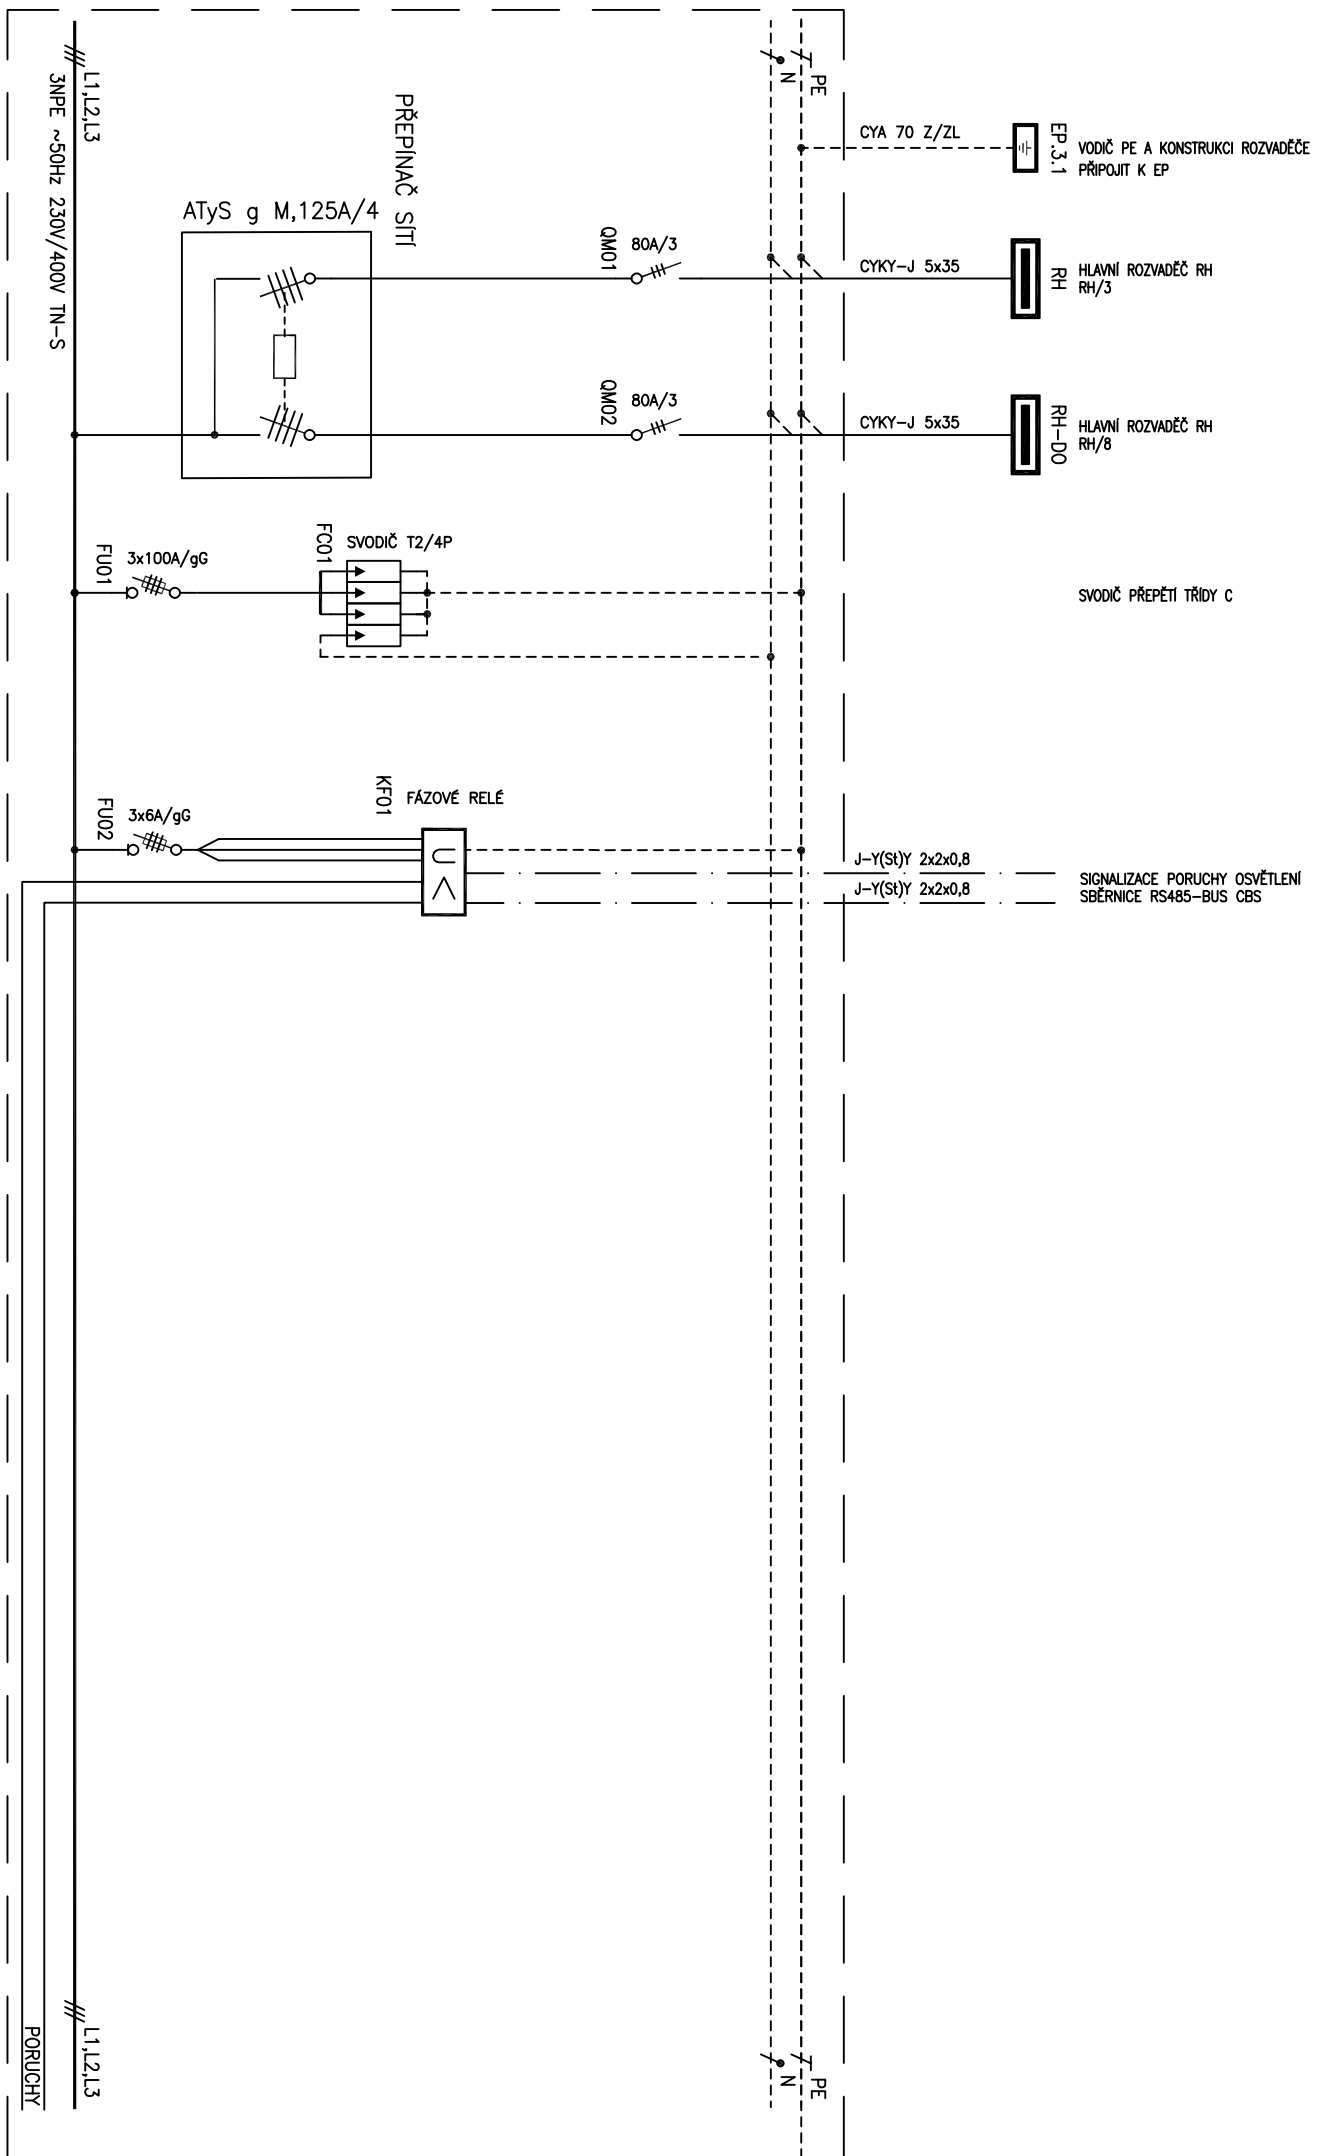 L1,L2,L3
3NPE ~50Hz 230V/400V TN-S
PE
N
CYA 70 Z/ZL
EP.3.1
VODIČ PE A KONSTRUKCI ROZVADĚČE
PŘIPOJIT K EP
PŘEPÍNAČ SÍTÍ
ATyS g M,125A/4
QM01
80A/3
CYKY-J 5x35
RH
HLAVNÍ ROZVADĚČ RH
RH/3
QM02
80A/3
CYKY-J 5x35
RH-DO
HLAVNÍ ROZVADĚČ RH
RH/8
FU01
3x100A/gG
FC01
SVODIČ T2/4P
SVODIČ PŘEPĚTÍ TŘÍDY C
FU02
3x6A/gG
KF01
FÁZOVÉ RELÉ
U<
J-Y(St)Y 2x2x0,8
J-Y(St)Y 2x2x0,8
SIGNALIZACE PORUCHY OSVĚTLENÍ
SBĚRNICE RS485-BUS CBS
L1,L2,L3
PORUCHY
PE
N